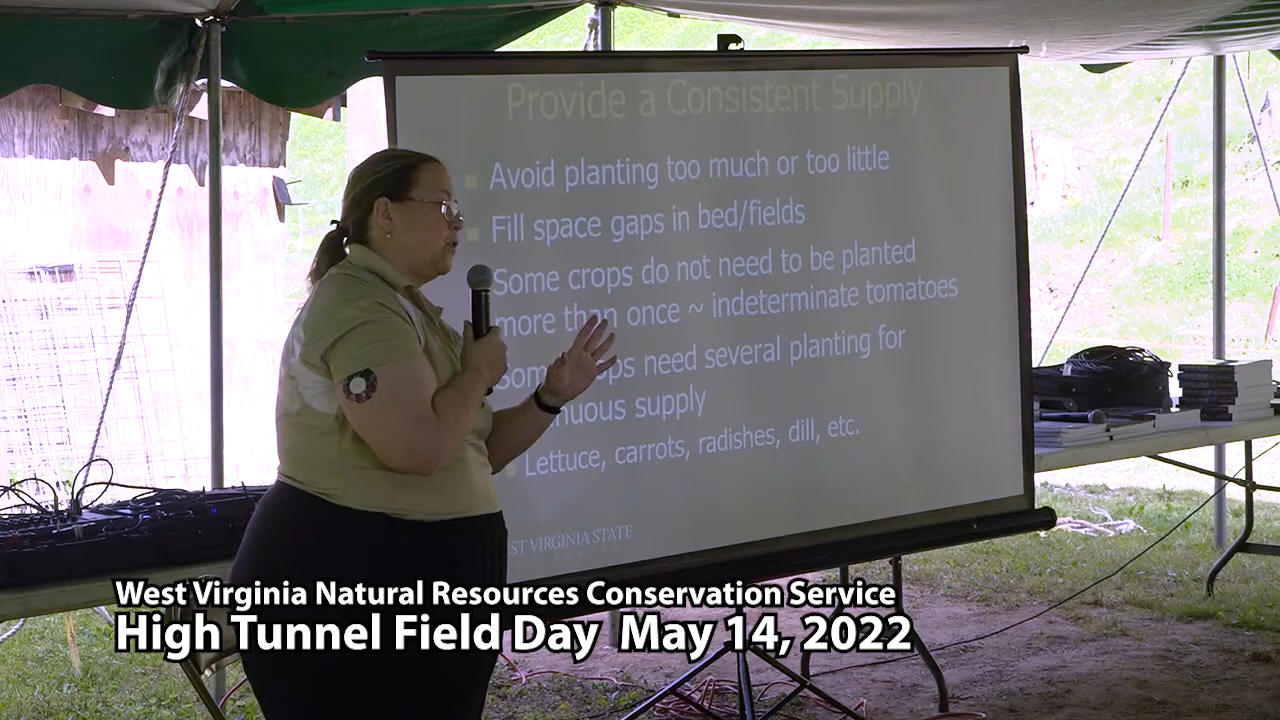 Provide a Consistent Supply
Avoid planting too much or too little
Fill space gaps in bed/fields
Some crops do not need to be planted
more than once ~ indeterminate tomatoes
need several planting for
supply
Lettuce, carrots, radishes, dill, etc.
VIRGINIA STATE
West Virginia Natural Resources Conservation Service
High Tunnel Field Day May 14, 2022